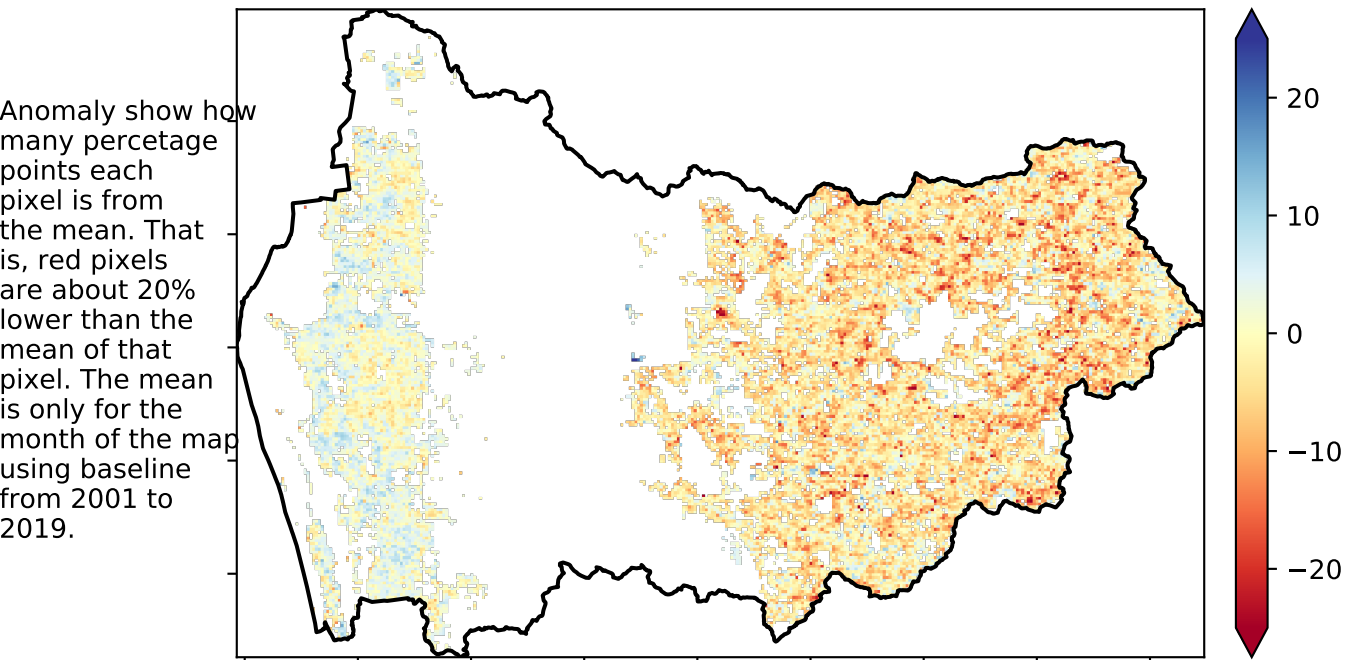 Anomaly show how
many percetage
points each
pixel is from
the mean. That
is, red pixels
are about 20%
lower than the
mean of that
pixel. The mean
is only for the
month of the map
using baseline
from 2001 to
2019.
20
10
0
−10
−20